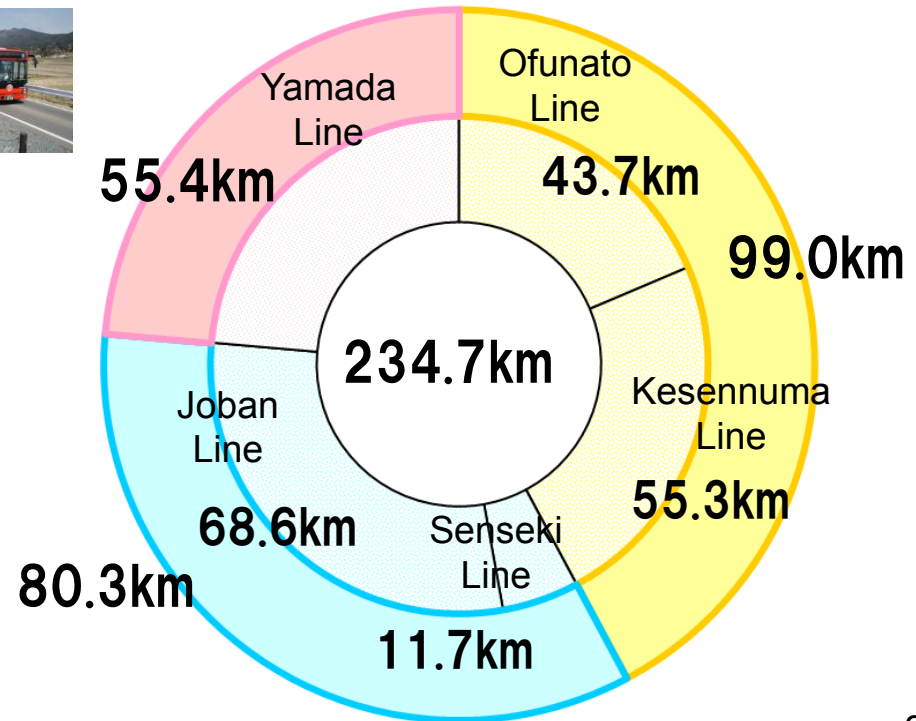 Ofunato
Line
43.7km
99.0km
Kesennuma
Line
55.3km
Senseki
Line
11.7km
Joban
Line
68.6km
80.3km
Yamada
Line
55.4km
234.7km